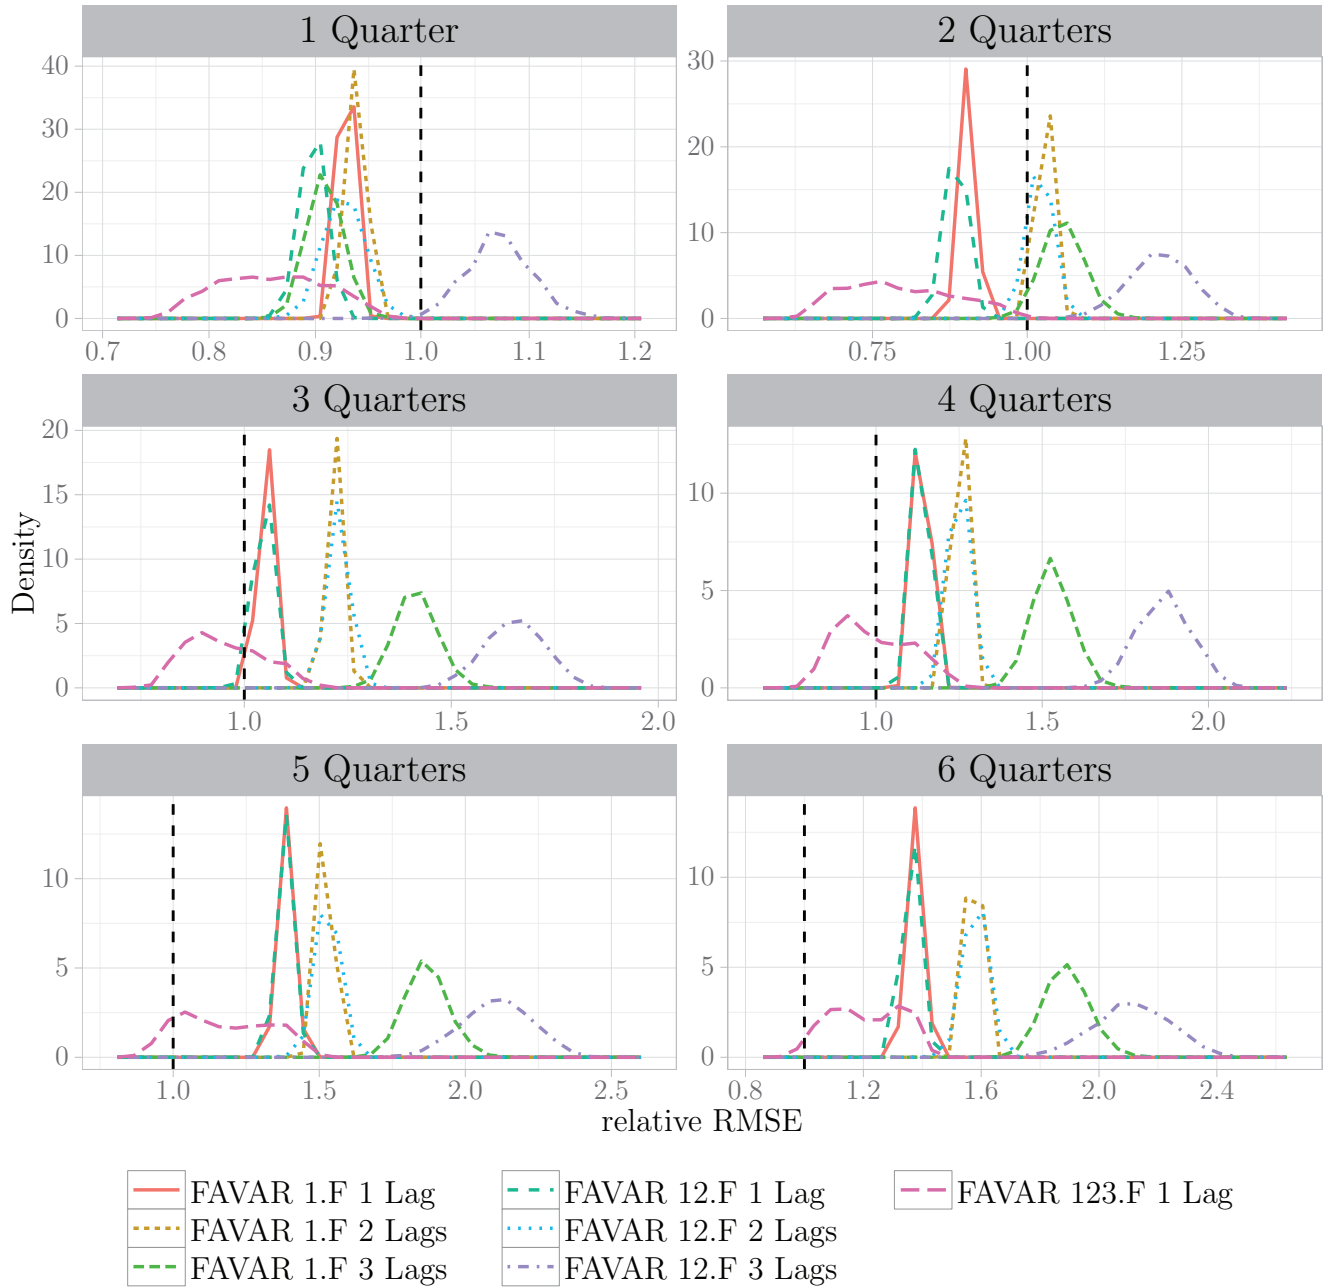 1 Quarter
2 Quarters
40
30
20
10
0
0.7 0.8 0.9 1.0 1.1 1.2
30
20
10
0
0.75 1.00 1.25
3 Quarters
4 Quarters
20
15
10
5
0
1.0 1.5 2.0
10
5
0
1.0 1.5 2.0
Density
5 Quarters
6 Quarters
10
5
0
1.0 1.5 2.0 2.5
10
5
0
0.8 1.2 1.6 2.0 2.4
relative RMSE
FAVAR 1.F 1 Lag
FAVAR 1.F 2 Lags
FAVAR 1.F 3 Lags
FAVAR 12.F 1 Lag
FAVAR 12.F 2 Lags
FAVAR 12.F 3 Lags
FAVAR 123.F 1 Lag